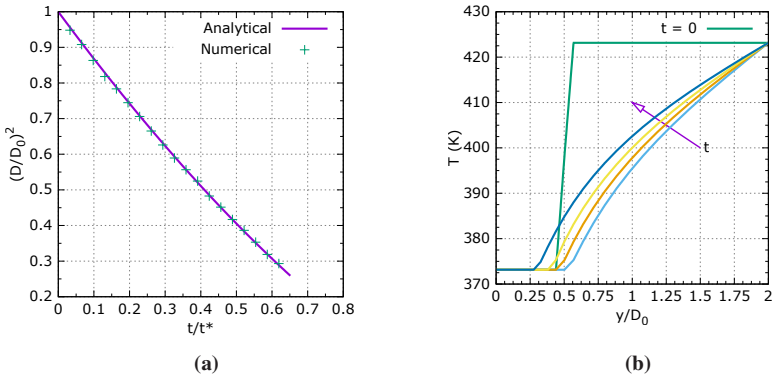 1
0.9
0.8
0.7
0.6
0.5
0.4
0.3
0.2
(D/D0)2
Analytical
Numerical
0 0.1 0.2 0.3 0.4 0.5 0.6 0.7 0.8
t/t*
(a)
430
420
410
400
390
380
370
T (K)
t = 0
t
0 0.25 0.5 0.75 1 1.25 1.5 1.75 2
y/D0
(b)